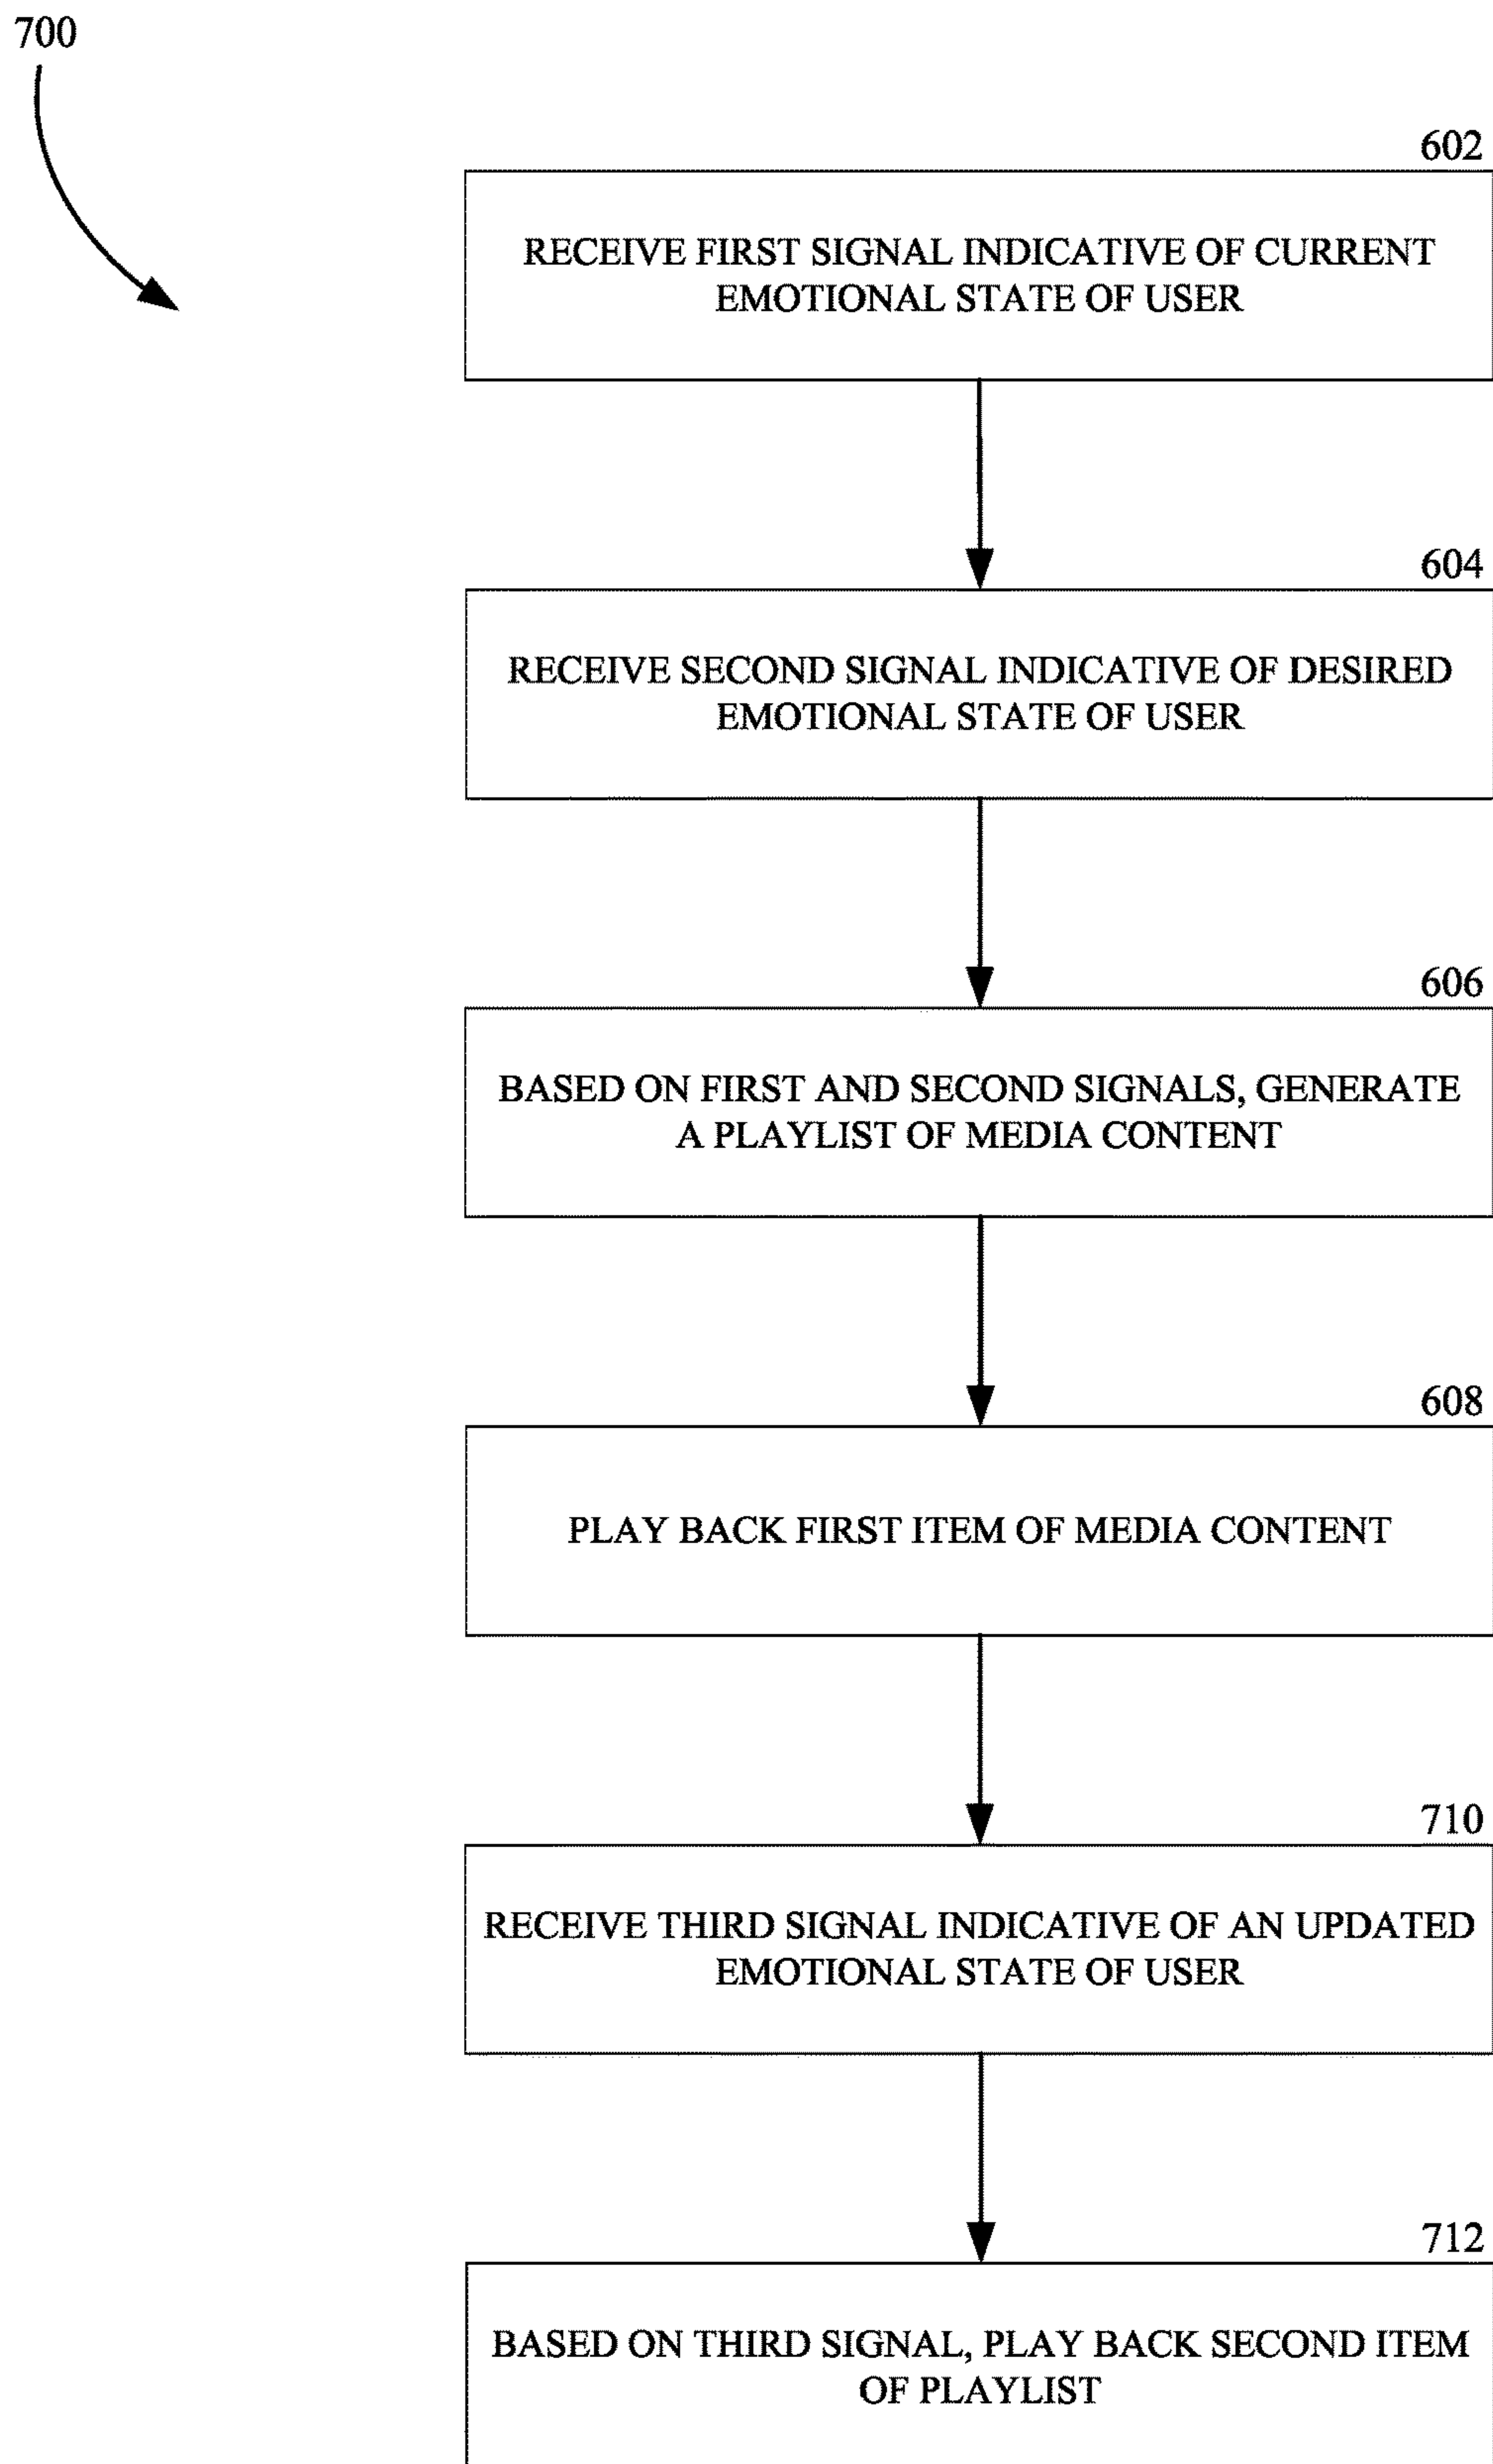 700
602
RECEIVE FIRST SIGNAL INDICATIVE OF CURRENT
EMOTIONAL STATE OF USER
604
RECEIVE SECOND SIGNAL INDICATIVE OF DESIRED
EMOTIONAL STATE OF USER
606
BASED ON FIRST AND SECOND SIGNALS, GENERATE
A PLAYLIST OF MEDIA CONTENT
608
PLAY BACK FIRST ITEM OF MEDIA CONTENT
710
RECEIVE THIRD SIGNAL INDICATIVE OF AN UPDATED
EMOTIONAL STATE OF USER
712
BASED ON THIRD SIGNAL, PLAY BACK SECOND ITEM
OF PLAYLIST